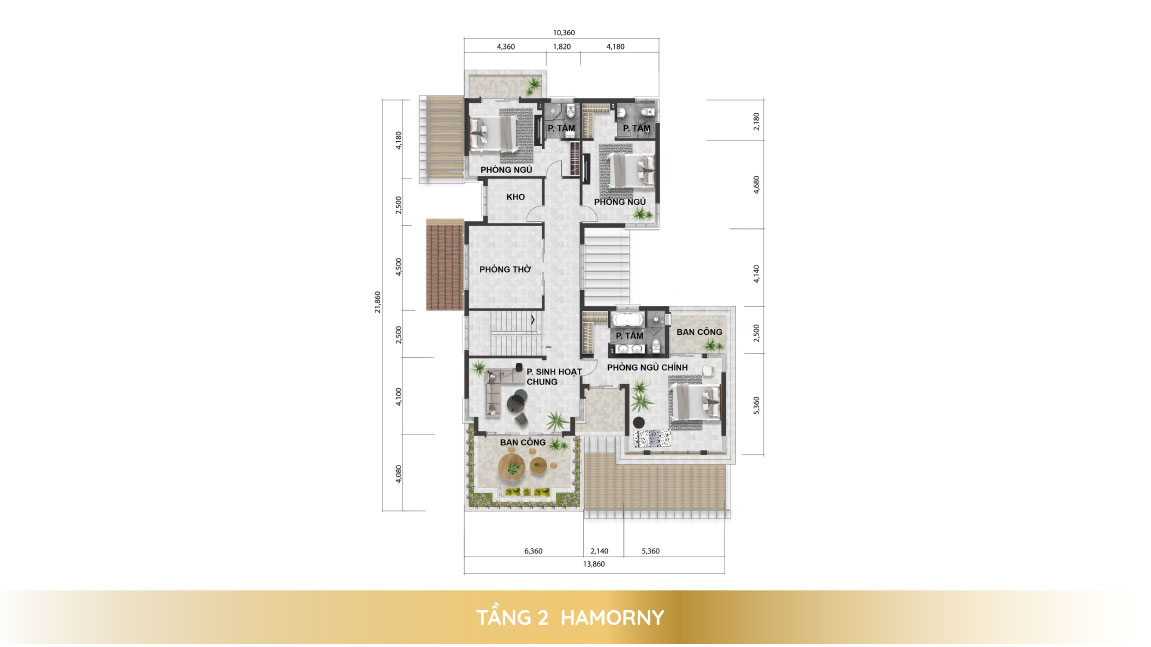 10,360
4,360 1,820 4,180
4,180
2,500
4,500
21,860
2,500
4,100
4,080
2,180
4,680
4,140
2,500
5,360
P. TẮM
P. TẮM
PHÒNG NGỦ
KHO
PHÒNG NGỦ
PHÒNG THỜ
P. TẮM
BAN CÔNG
P. SINH HOẠT
CHUNG
PHÒNG NGỦ CHÍNH
BAN CÔNG
6,360 2,140 5,360
13,860
TẦNG 2 HAMORNY